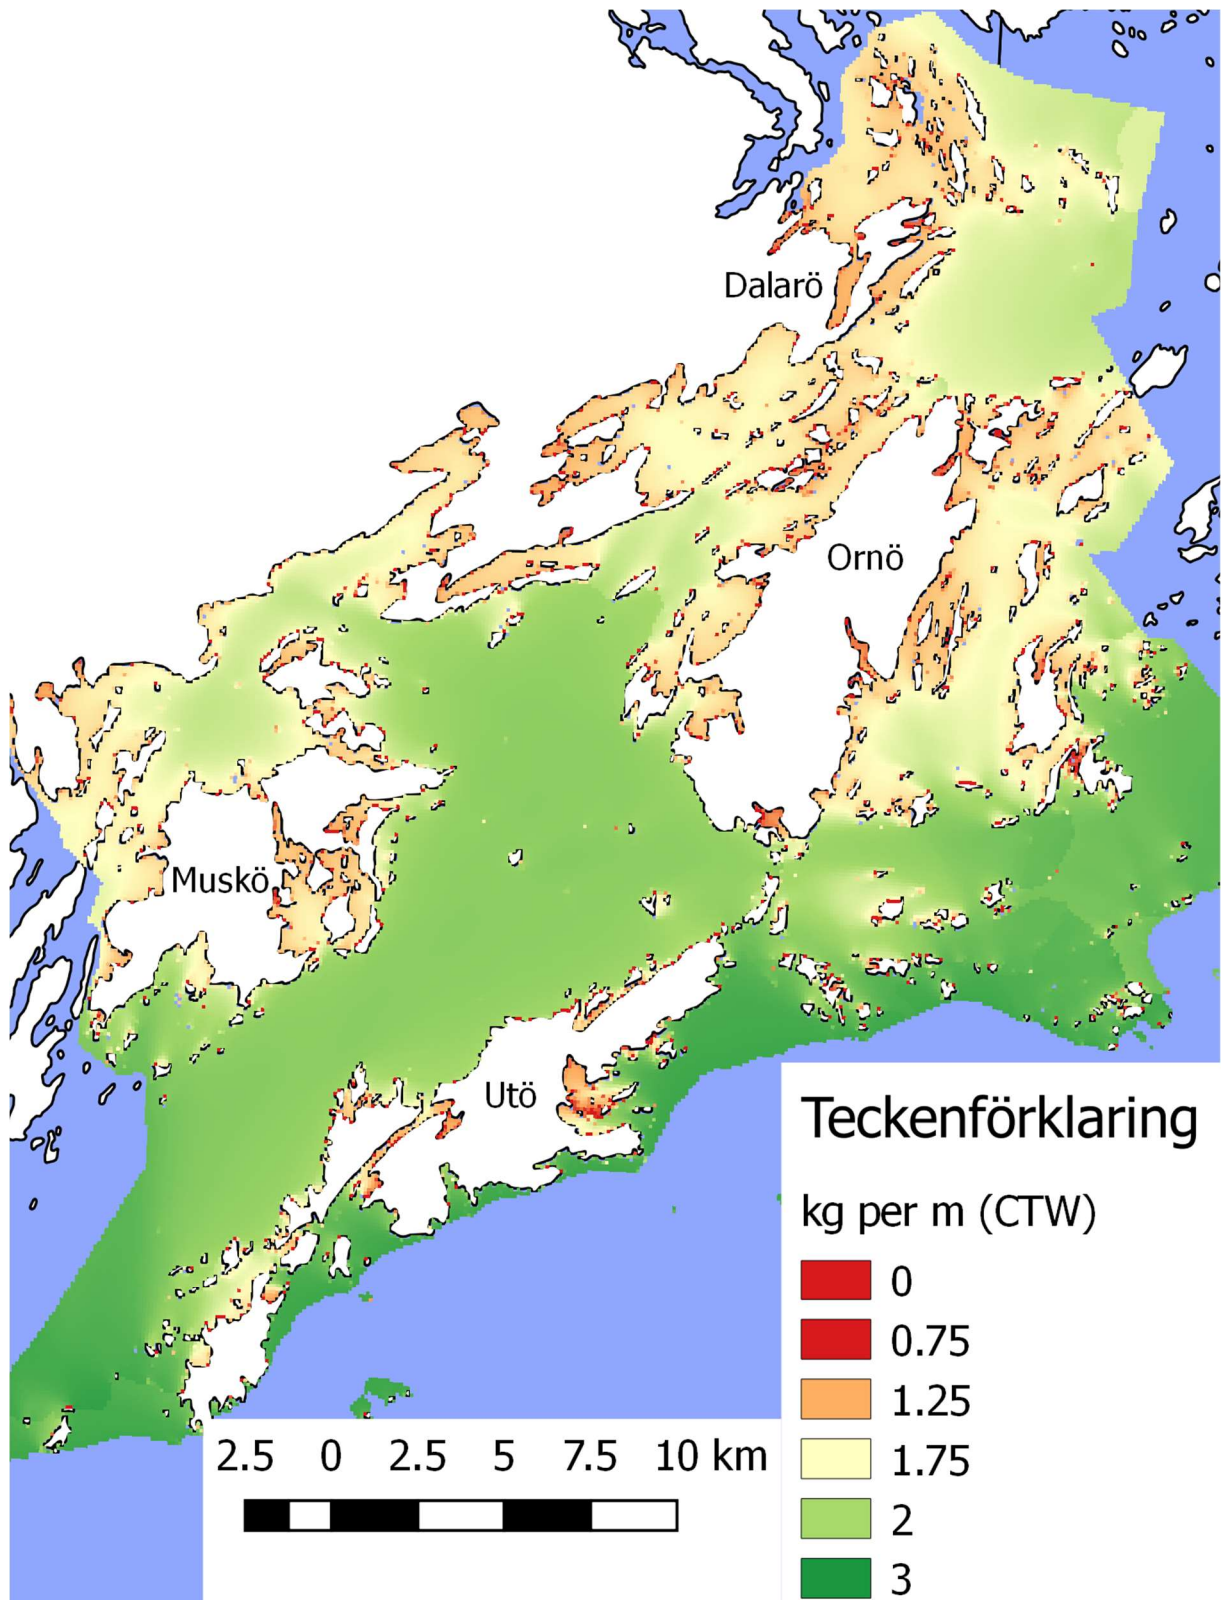 Dalarö
Ornö
Muskö
Utö
Teckenförklaring
kg per m (CTW)
0
0.75
1.25
1.75
2
3
2.5 0 2.5 5 7.5 10 km